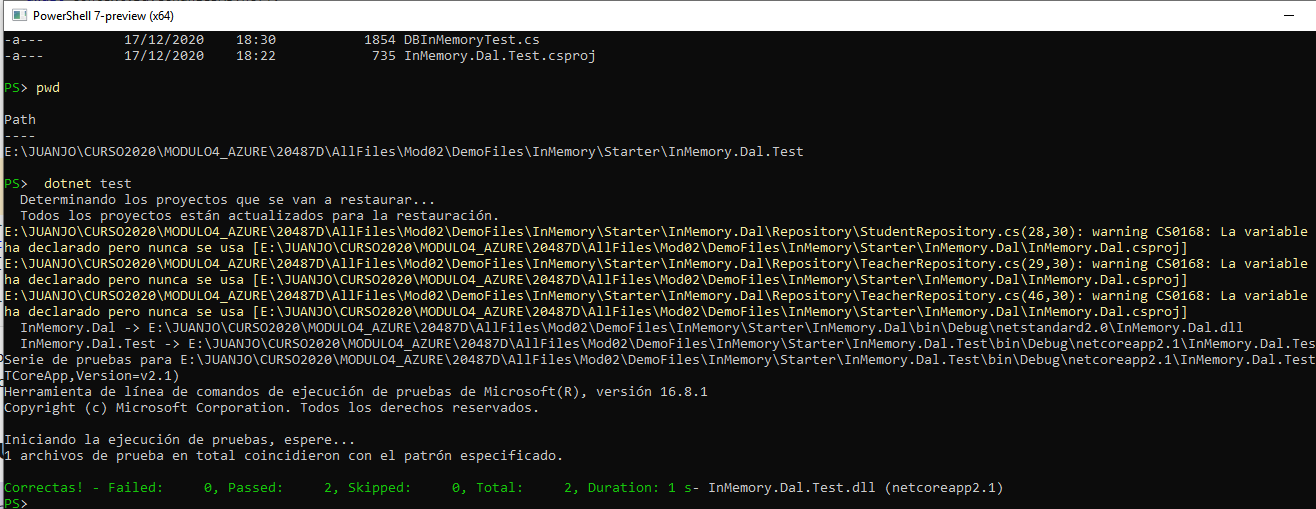 PowerShell 7-preview (x64)
-a--- 17/12/2020 18:30 1854 DBInMemoryTest.cs
-a--- 17/12/2020 18:22 735 InMemory.Dal.Test.csproj
PS> pwd
Path
----
E:\JUANJO\CURSO2020\MODULO4_AZURE\20487D\AllFiles\Mod02\DemoFiles\InMemory\Starter\InMemory.Dal.Test
PS> dotnet test
Determinando los proyectos que se van a restaurar...
Todos los proyectos están actualizados para la restauración.
E:\JUANJO\CURSO2020\MODULO4_AZURE\20487D\AllFiles\Mod02\DemoFiles\InMemory\Starter\InMemory.Dal\Repository\StudentRepository.cs(28,30): warning CS0168: La variable
ha declarado pero nunca se usa [E:\JUANJO\CURSO2020\MODULO4_AZURE\20487D\AllFiles\Mod02\DemoFiles\InMemory\Starter\InMemory.Dal\InMemory.Dal.csproj]
E:\JUANJO\CURSO2020\MODULO4_AZURE\20487D\AllFiles\Mod02\DemoFiles\InMemory\Starter\InMemory.Dal\Repository\TeacherRepository.cs(29,30): warning CS0168: La variable
ha declarado pero nunca se usa [E:\JUANJO\CURSO2020\MODULO4_AZURE\20487D\AllFiles\Mod02\DemoFiles\InMemory\Starter\InMemory.Dal\InMemory.Dal.csproj]
E:\JUANJO\CURSO2020\MODULO4_AZURE\20487D\AllFiles\Mod02\DemoFiles\InMemory\Starter\InMemory.Dal\Repository\TeacherRepository.cs(46,30): warning CS0168: La variable
ha declarado pero nunca se usa [E:\JUANJO\CURSO2020\MODULO4_AZURE\20487D\AllFiles\Mod02\DemoFiles\InMemory\Starter\InMemory.Dal\InMemory.Dal.csproj]
InMemory.Dal -> E:\JUANJO\CURSO2020\MODULO4_AZURE\20487D\AllFiles\Mod02\DemoFiles\InMemory\Starter\InMemory.Dal\bin\Debug\netstandard2.0\InMemory.Dal.dll
InMemory.Dal.Test -> E:\JUANJO\CURSO2020\MODULO4_AZURE\20487D\AllFiles\Mod02\DemoFiles\InMemory\Starter\InMemory.Dal.Test\bin\Debug\netcoreapp2.1\InMemory.Dal.Tes
Serie de pruebas para E:\JUANJO\CURSO2020\MODULO4_AZURE\20487D\AllFiles\Mod02\DemoFiles\InMemory\Starter\InMemory.Dal.Test\bin\Debug\netcoreapp2.1\InMemory.Dal.Test
TCoreApp,Version=v2.1)
Herramienta de línea de comandos de ejecución de pruebas de Microsoft(R), versión 16.8.1
Copyright (c) Microsoft Corporation. Todos los derechos reservados.
Iniciando la ejecución de pruebas, espere...
1 archivos de prueba en total coincidieron con el patrón especificado.
Correctas! - Failed: 0, Passed: 2, Skipped: 0, Total: 2, Duration: 1 s- InMemory.Dal.Test.dll (netcoreapp2.1)
PS>